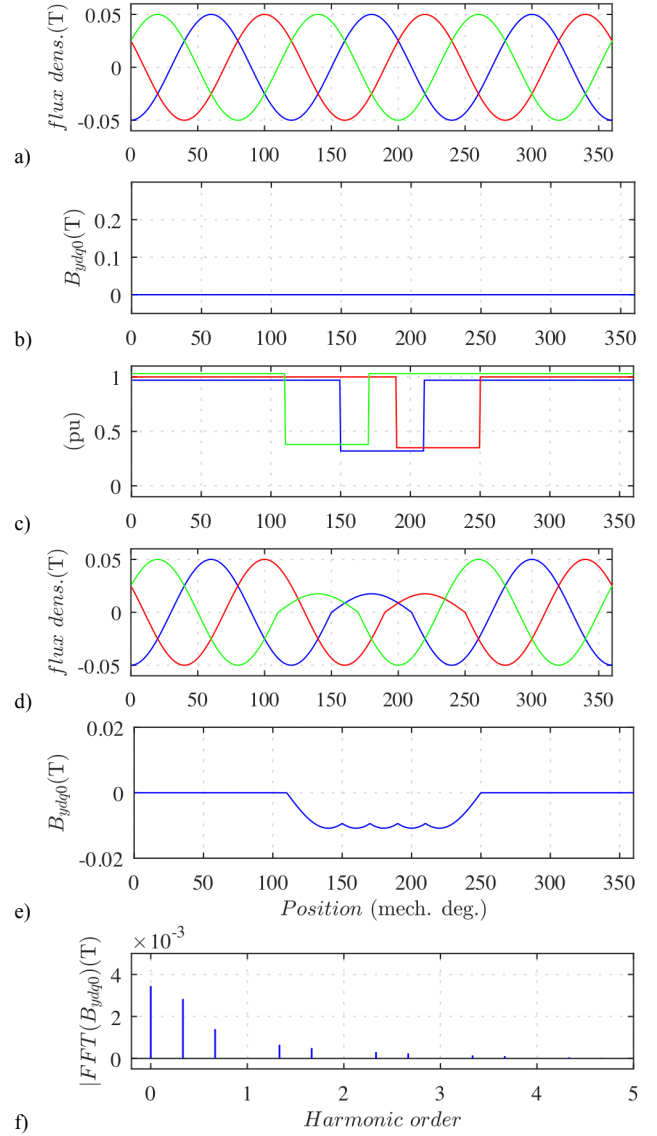 flux dens.(T)
0.05
0
-0.05
0 50 100 150 200 250 300 350
a)
B_ydq0(T)
0.2
0.1
0
0 50 100 150 200 250 300 350
b)
(pu)
1
0.5
0
0 50 100 150 200 250 300 350
c)
flux dens.(T)
0.05
0
-0.05
0 50 100 150 200 250 300 350
d)
B_ydq0(T)
0.02
0
-0.02
0 50 100 150 200 250 300 350
Position (mech. deg.)
e)
|FFT(B_ydq0)(T)
×10^-3
4
2
0
0 1 2 3 4 5
Harmonic order
f)